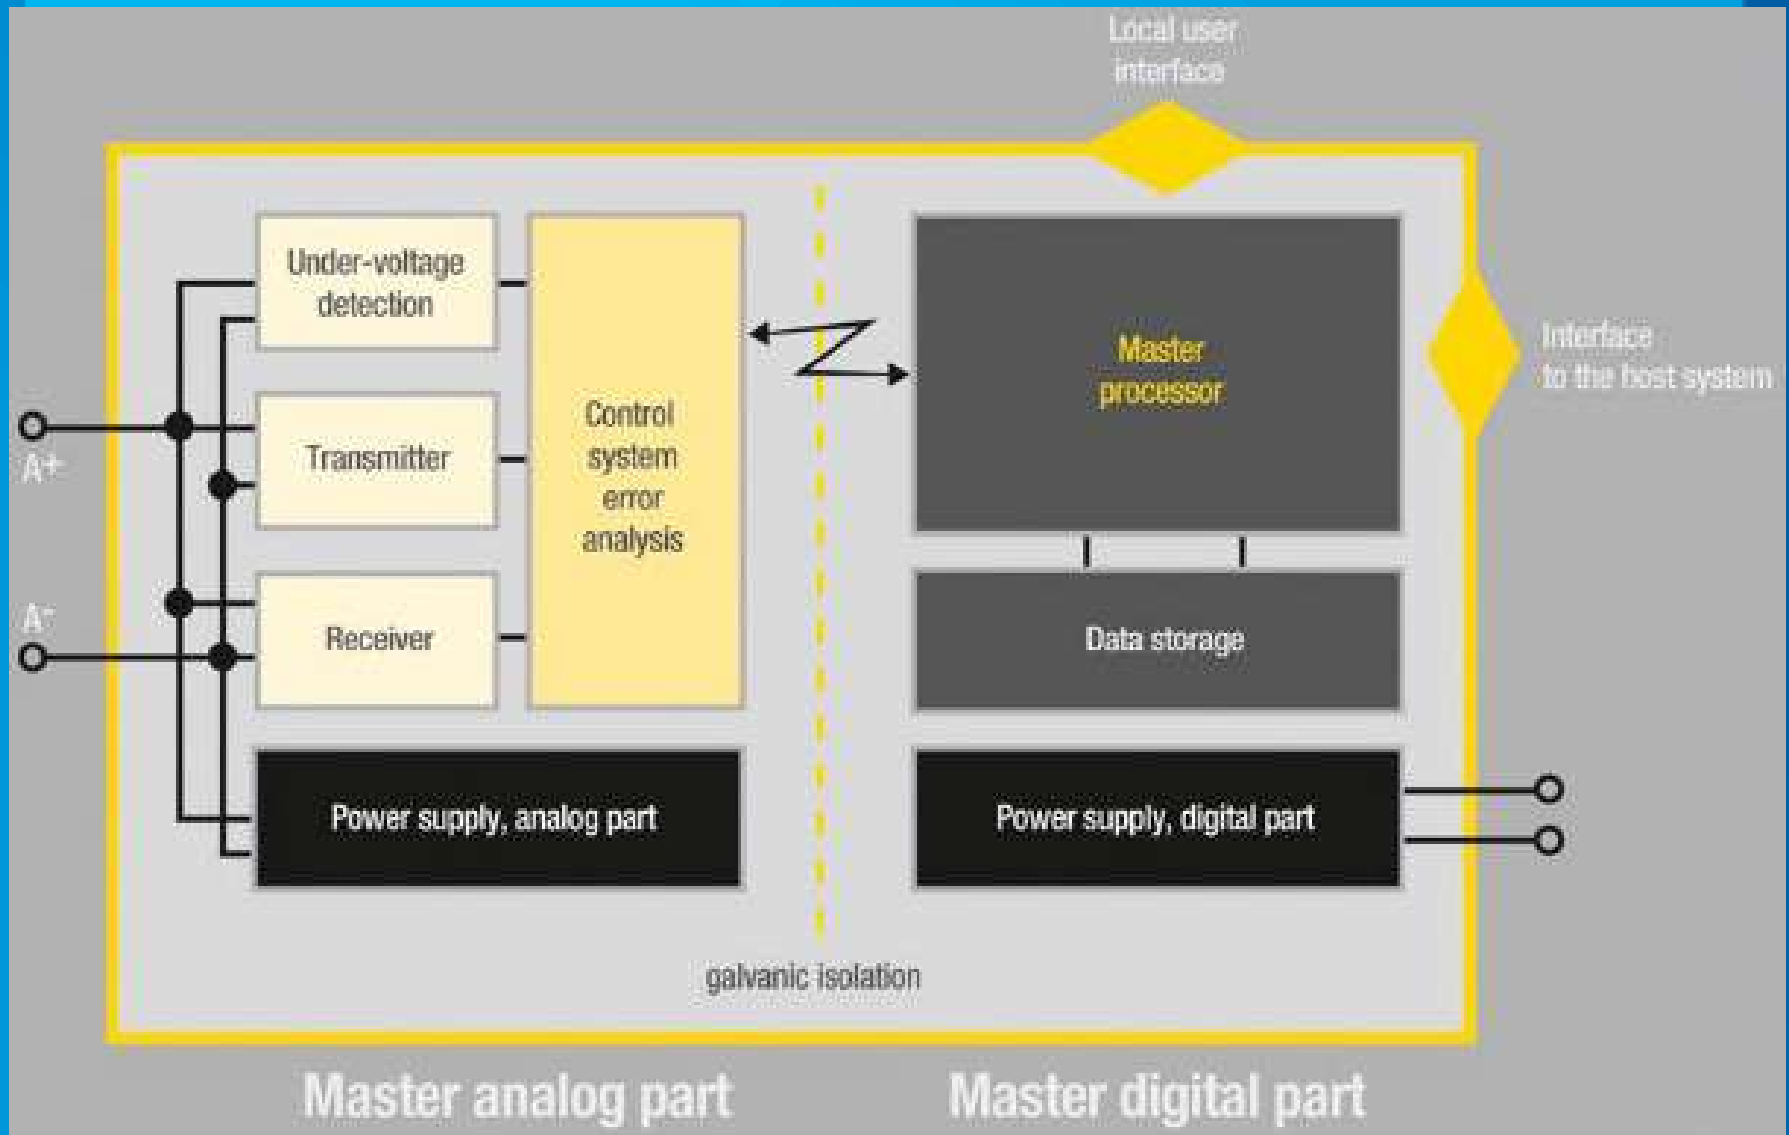 Local user
interface
Under-voltage
detection
Transmitter
Receiver
Control
system
error
analysis
Master
processor
Interface
to the host system
A+
A-
Data storage
Power supply, analog part
Power supply, digital part
galvanic isolation
Master analog part
Master digital part